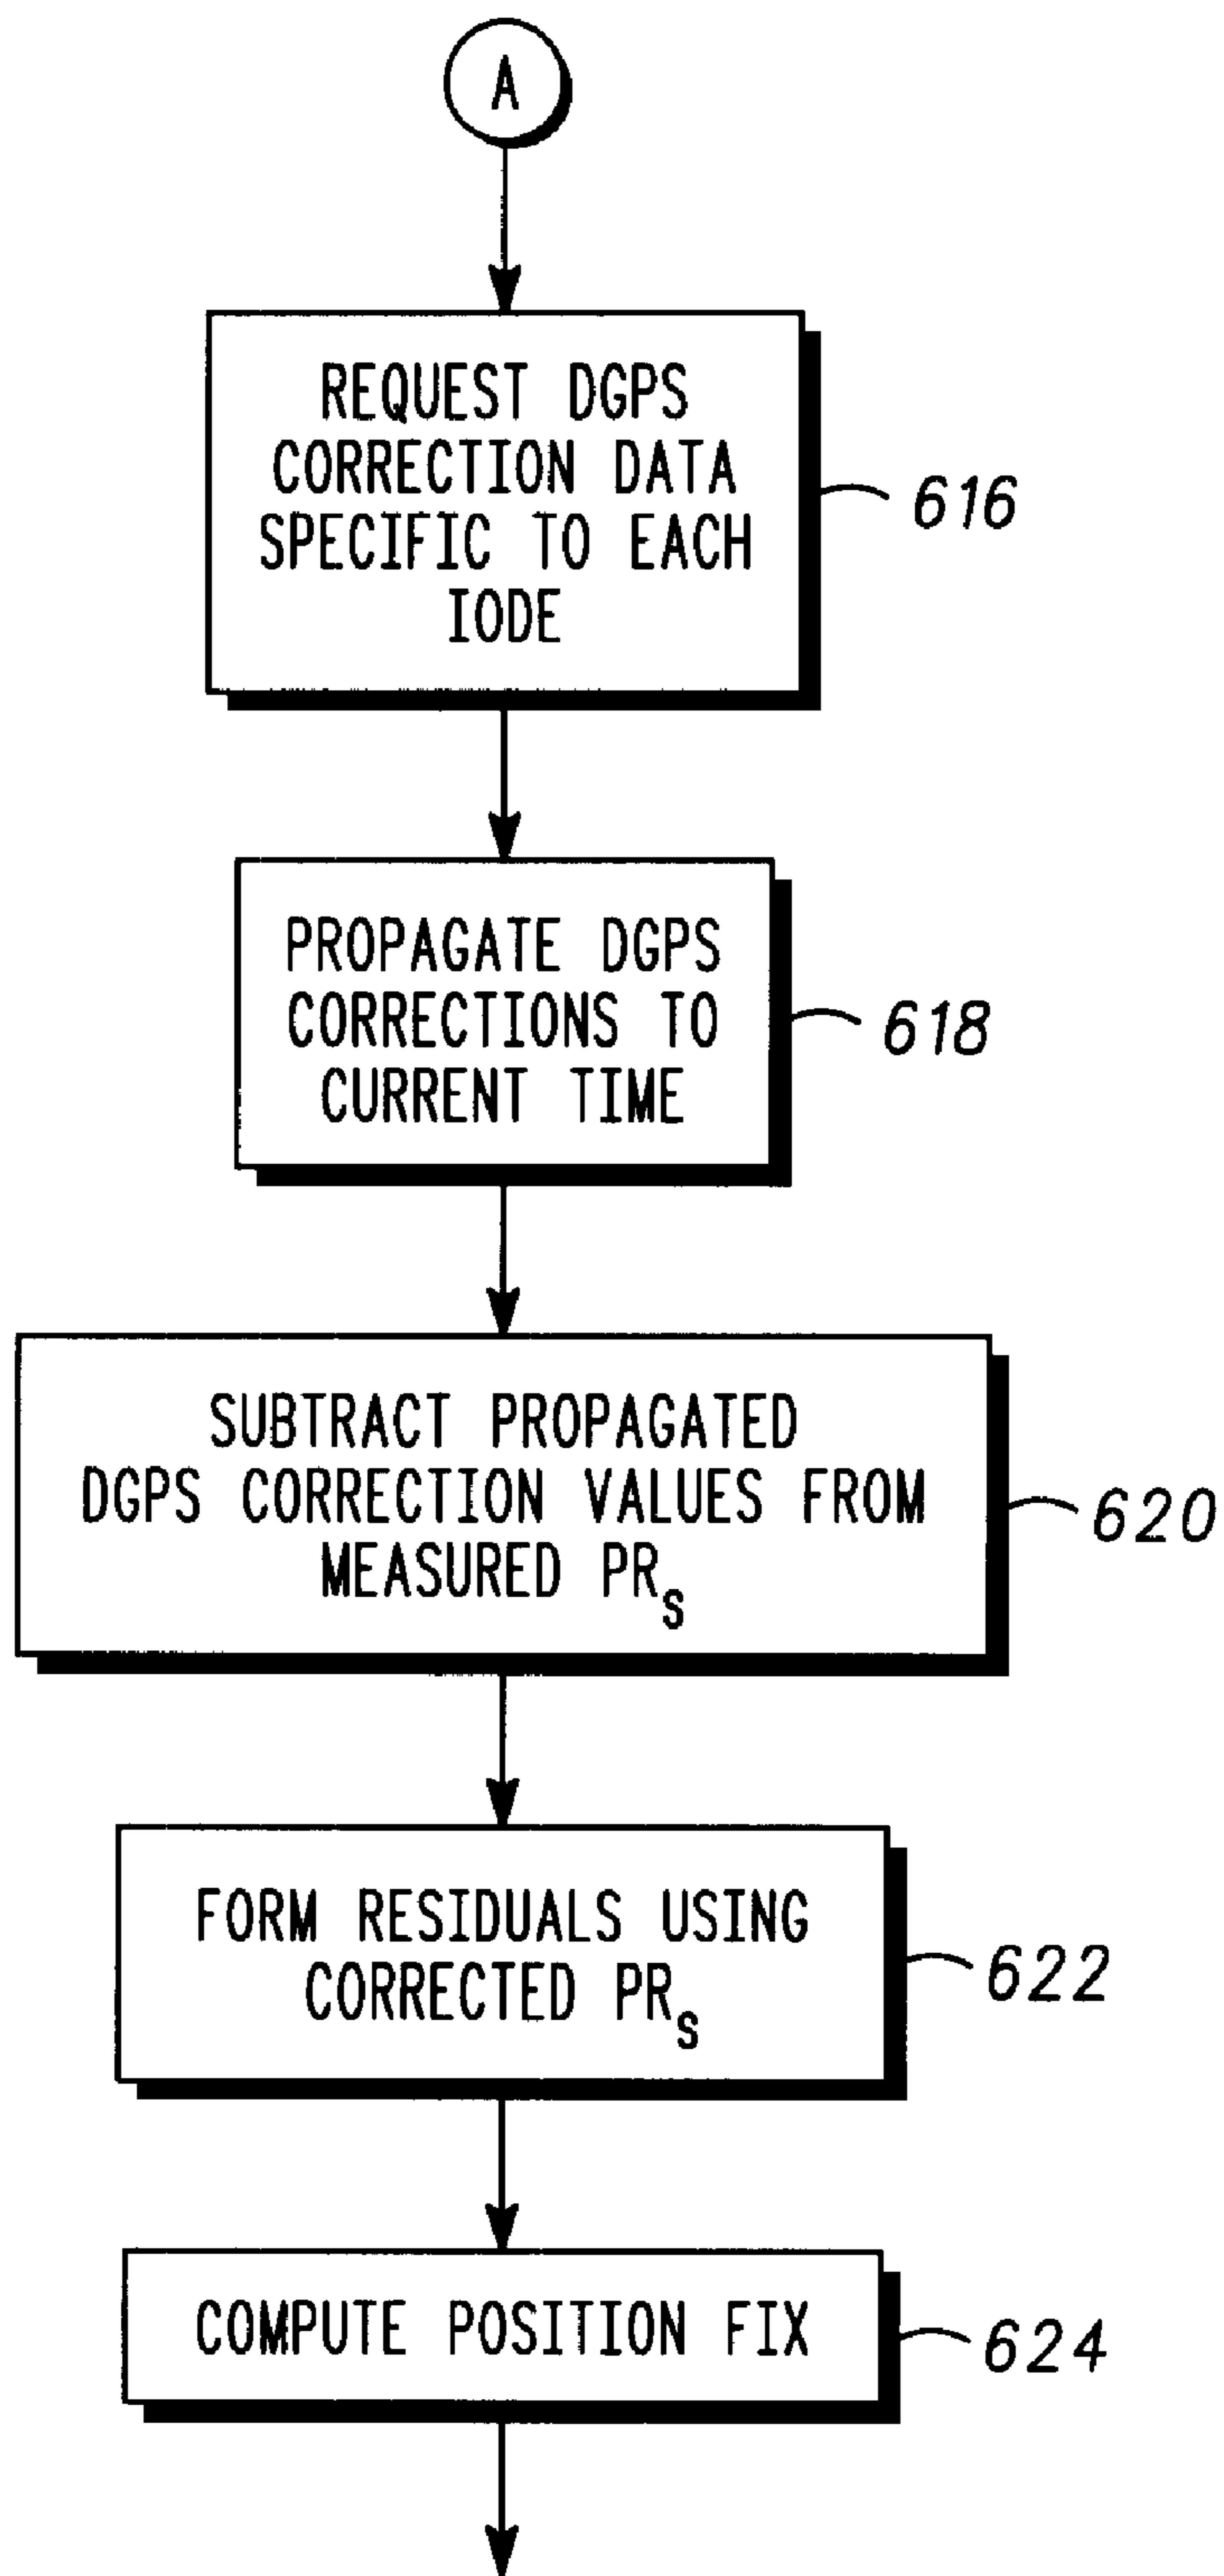 A
REQUEST DGPS
CORRECTION DATA
SPECIFIC TO EACH
IODE
616
PROPAGATE DGPS
CORRECTIONS TO
CURRENT TIME
618
SUBTRACT PROPAGATED
DGPS CORRECTION VALUES FROM
MEASURED PRs
620
FORM RESIDUALS USING
CORRECTED PRs
622
COMPUTE POSITION FIX
624